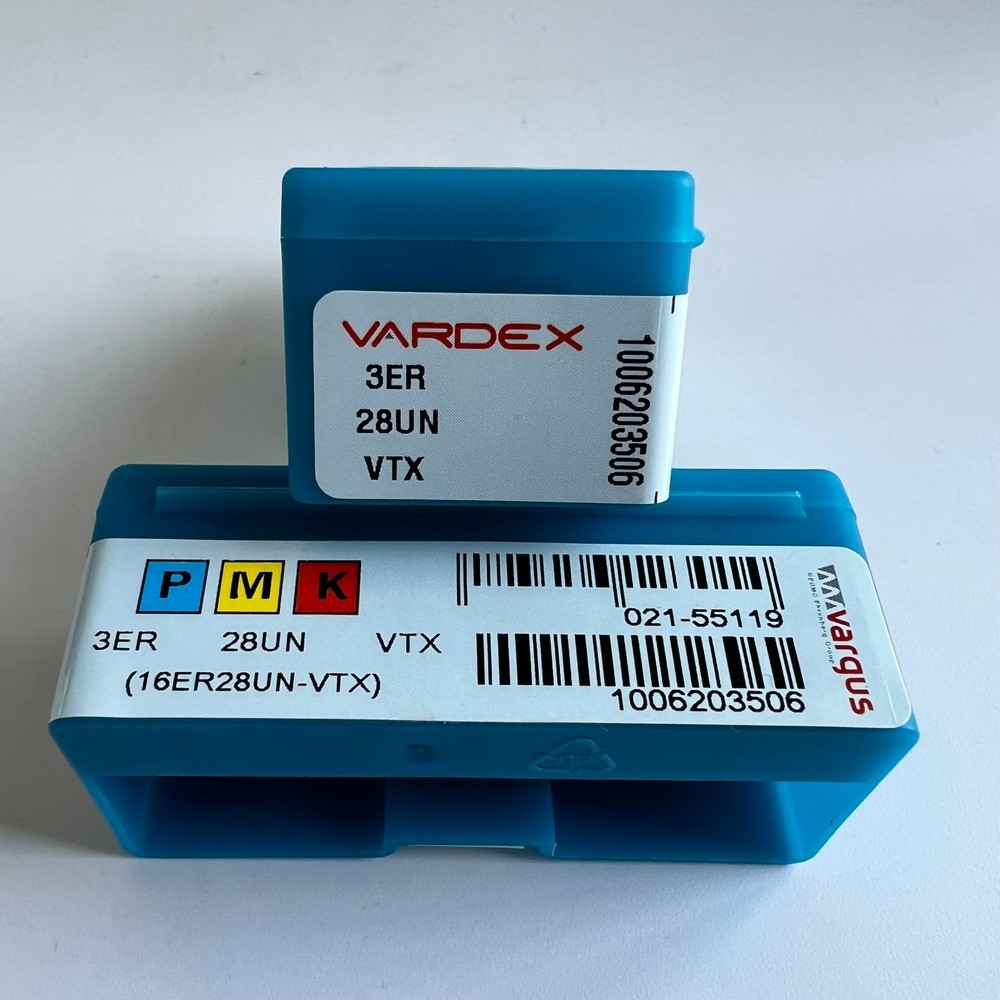 VARDEX
3ER
28UN
VTX
1006203506
P M K
3ER 28UN VTX
(16ER28UN-VTX)
021-55119
1006203506
vargus